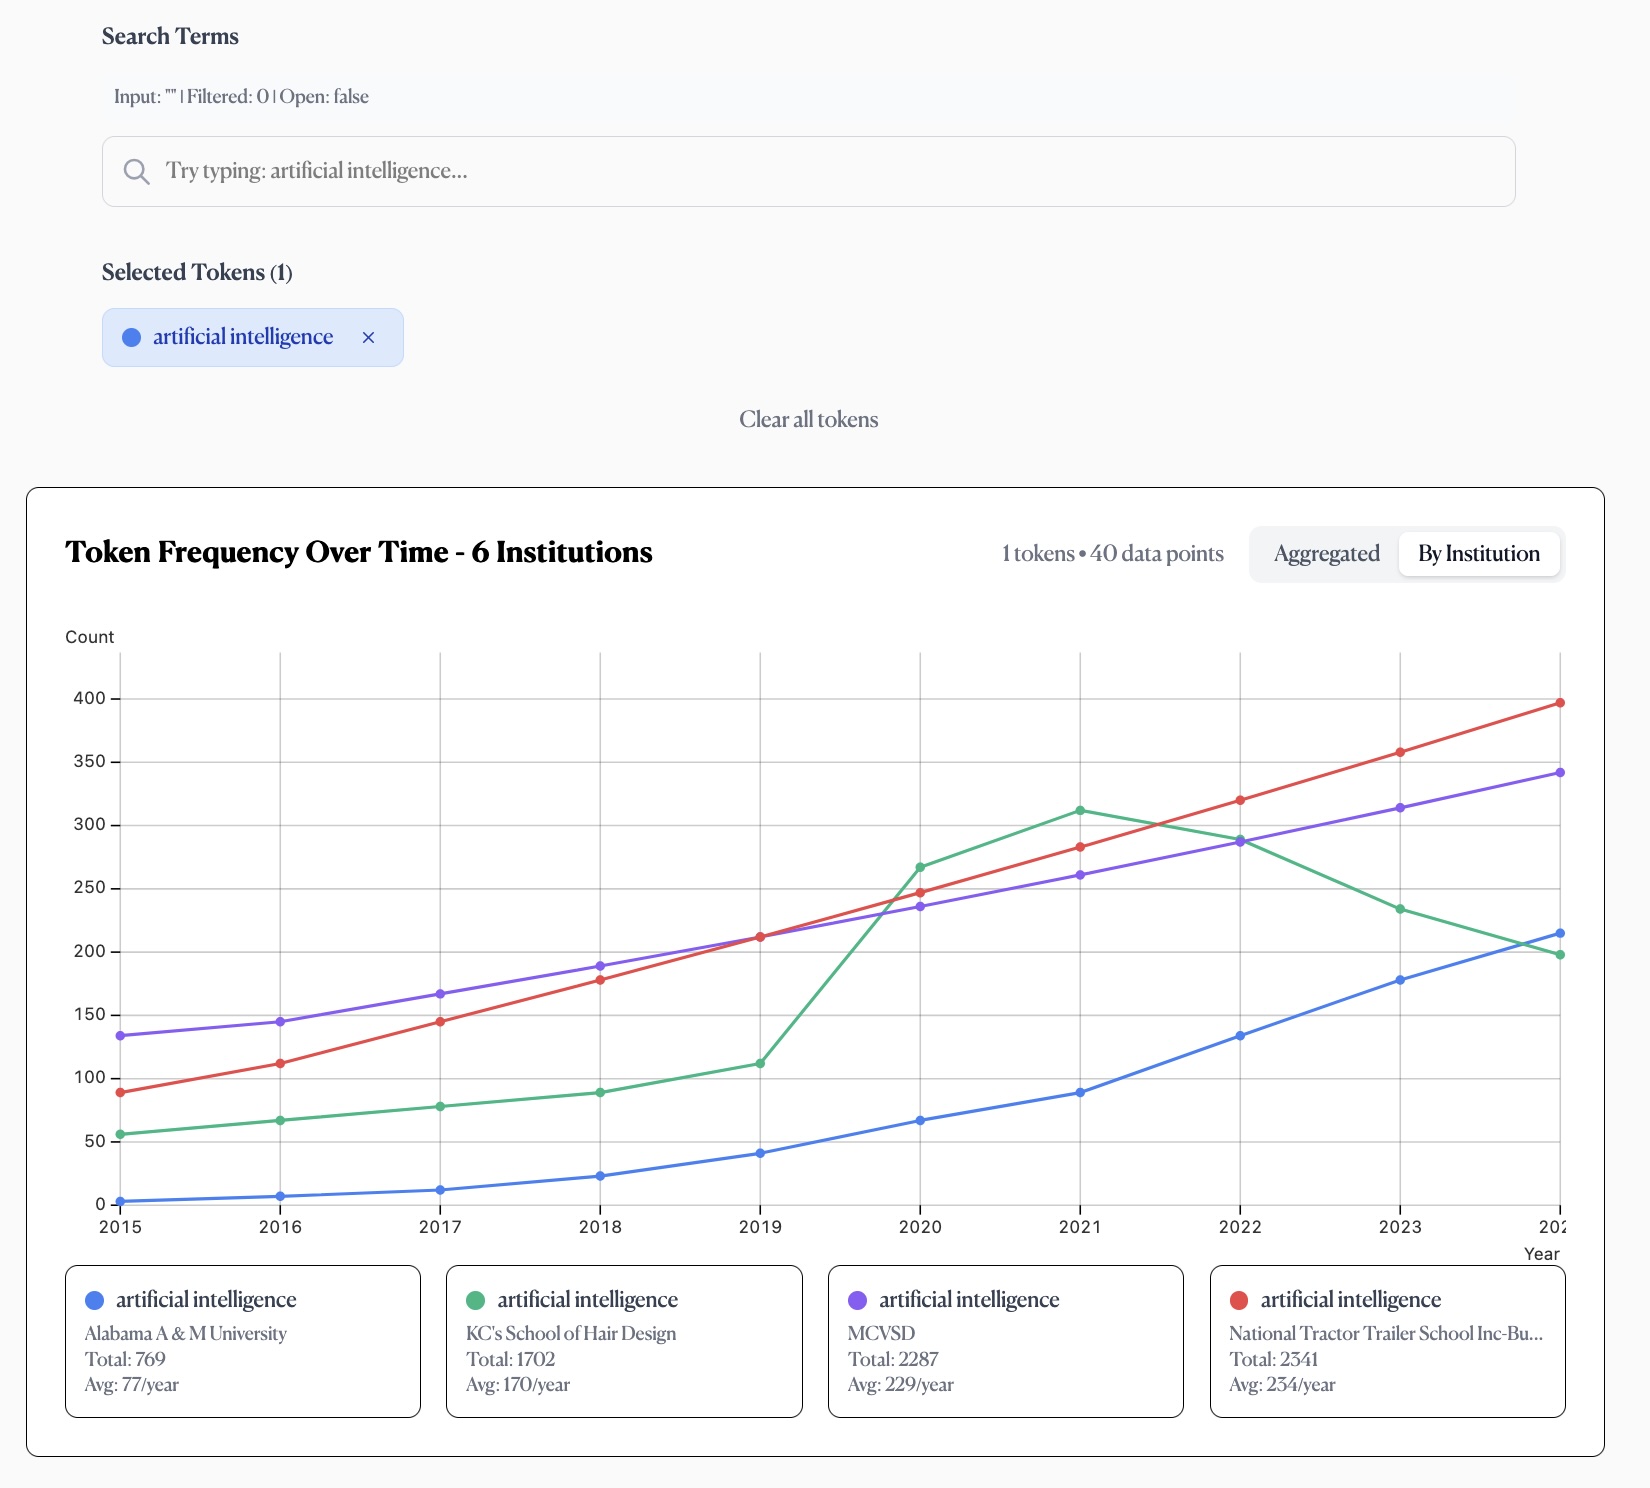 Search Terms
Input: "" | Filtered: 0 | Open: false
Try typing: artificial intelligence...
Selected Tokens (1)
artificial intelligence ×
Clear all tokens
Token Frequency Over Time - 6 Institutions
1 tokens • 40 data points
Aggregated
By Institution
Count
400
350
300
250
200
150
100
50
0
2015 2016 2017 2018 2019 2020 2021 2022 2023 202
Year
artificial intelligence
Alabama A & M University
Total: 769
Avg: 77/year
artificial intelligence
KC's School of Hair Design
Total: 1702
Avg: 170/year
artificial intelligence
MCVSD
Total: 2287
Avg: 229/year
artificial intelligence
National Tractor Trailer School Inc-Bu...
Total: 2341
Avg: 234/year